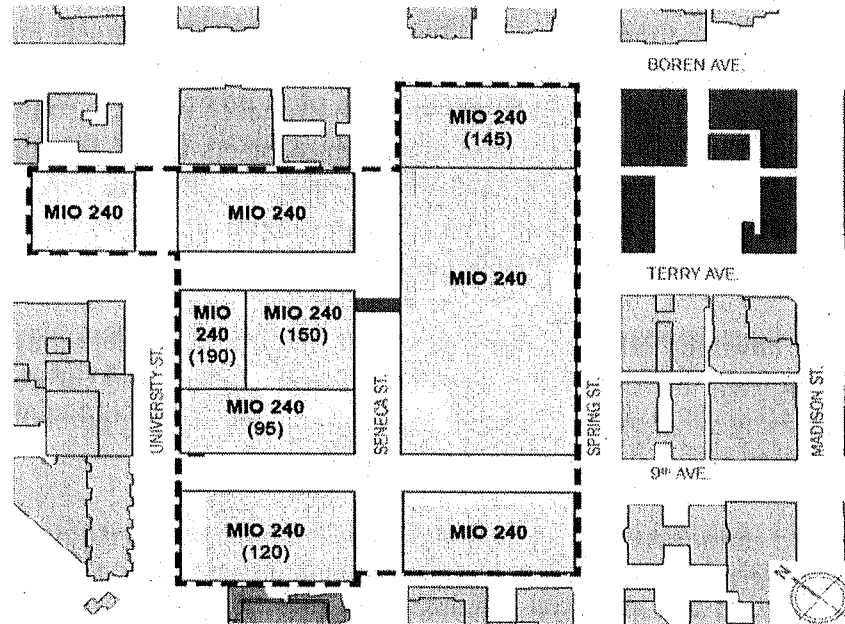 BOREN AVE.
MIO 240
(145)
MIO 240
MIO 240
MIO 240
TERRY AVE.
MIO
240
(190)
MIO 240
(150)
UNIVERSITY ST.
MIO 240
(95)
SENECA ST.
SPRING ST.
MADISON ST.
9th AVE.
MIO 240
(120)
MIO 240
N